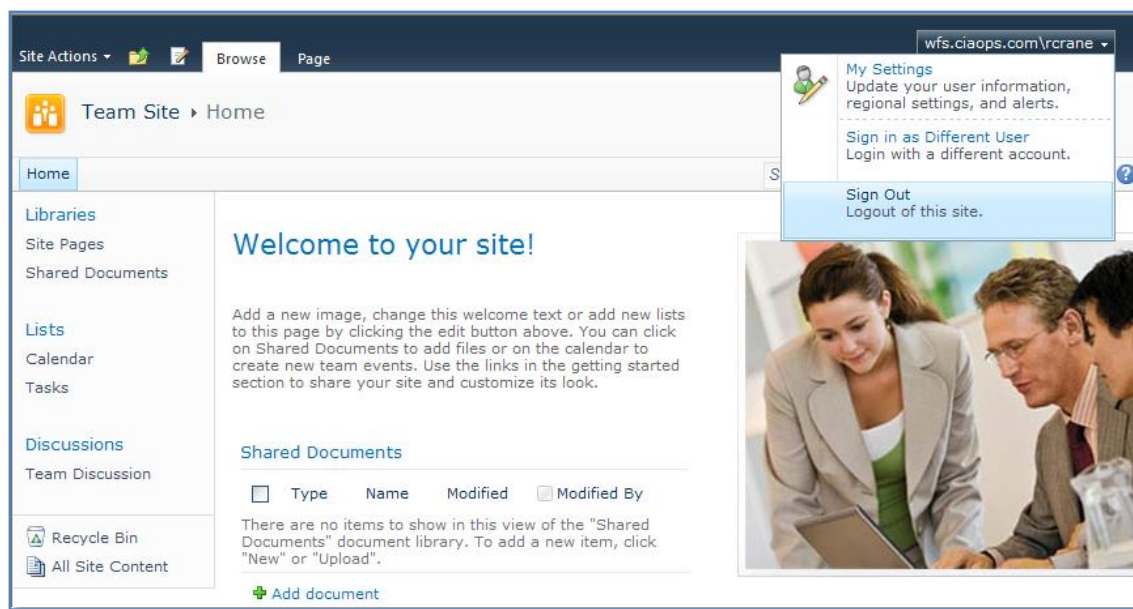 Site Actions
Browse
Page
wfs.ciaops.com\rcrane
My Settings
Update your user information,
regional settings, and alerts.
Sign in as Different User
Login with a different account.
Sign Out
Logout of this site.
Team Site
Home
Home
S
?
Libraries
Site Pages
Shared Documents
Lists
Calendar
Tasks
Discussions
Team Discussion
Recycle Bin
All Site Content
Welcome to your site!
Add a new image, change this welcome text or add new lists
to this page by clicking the edit button above. You can click
on Shared Documents to add files or on the calendar to
create new team events. Use the links in the getting started
section to share your site and customize its look.
Shared Documents
Type Name Modified Modified By
There are no items to show in this view of the "Shared
Documents" document library. To add a new item, click
"New" or "Upload".
Add document